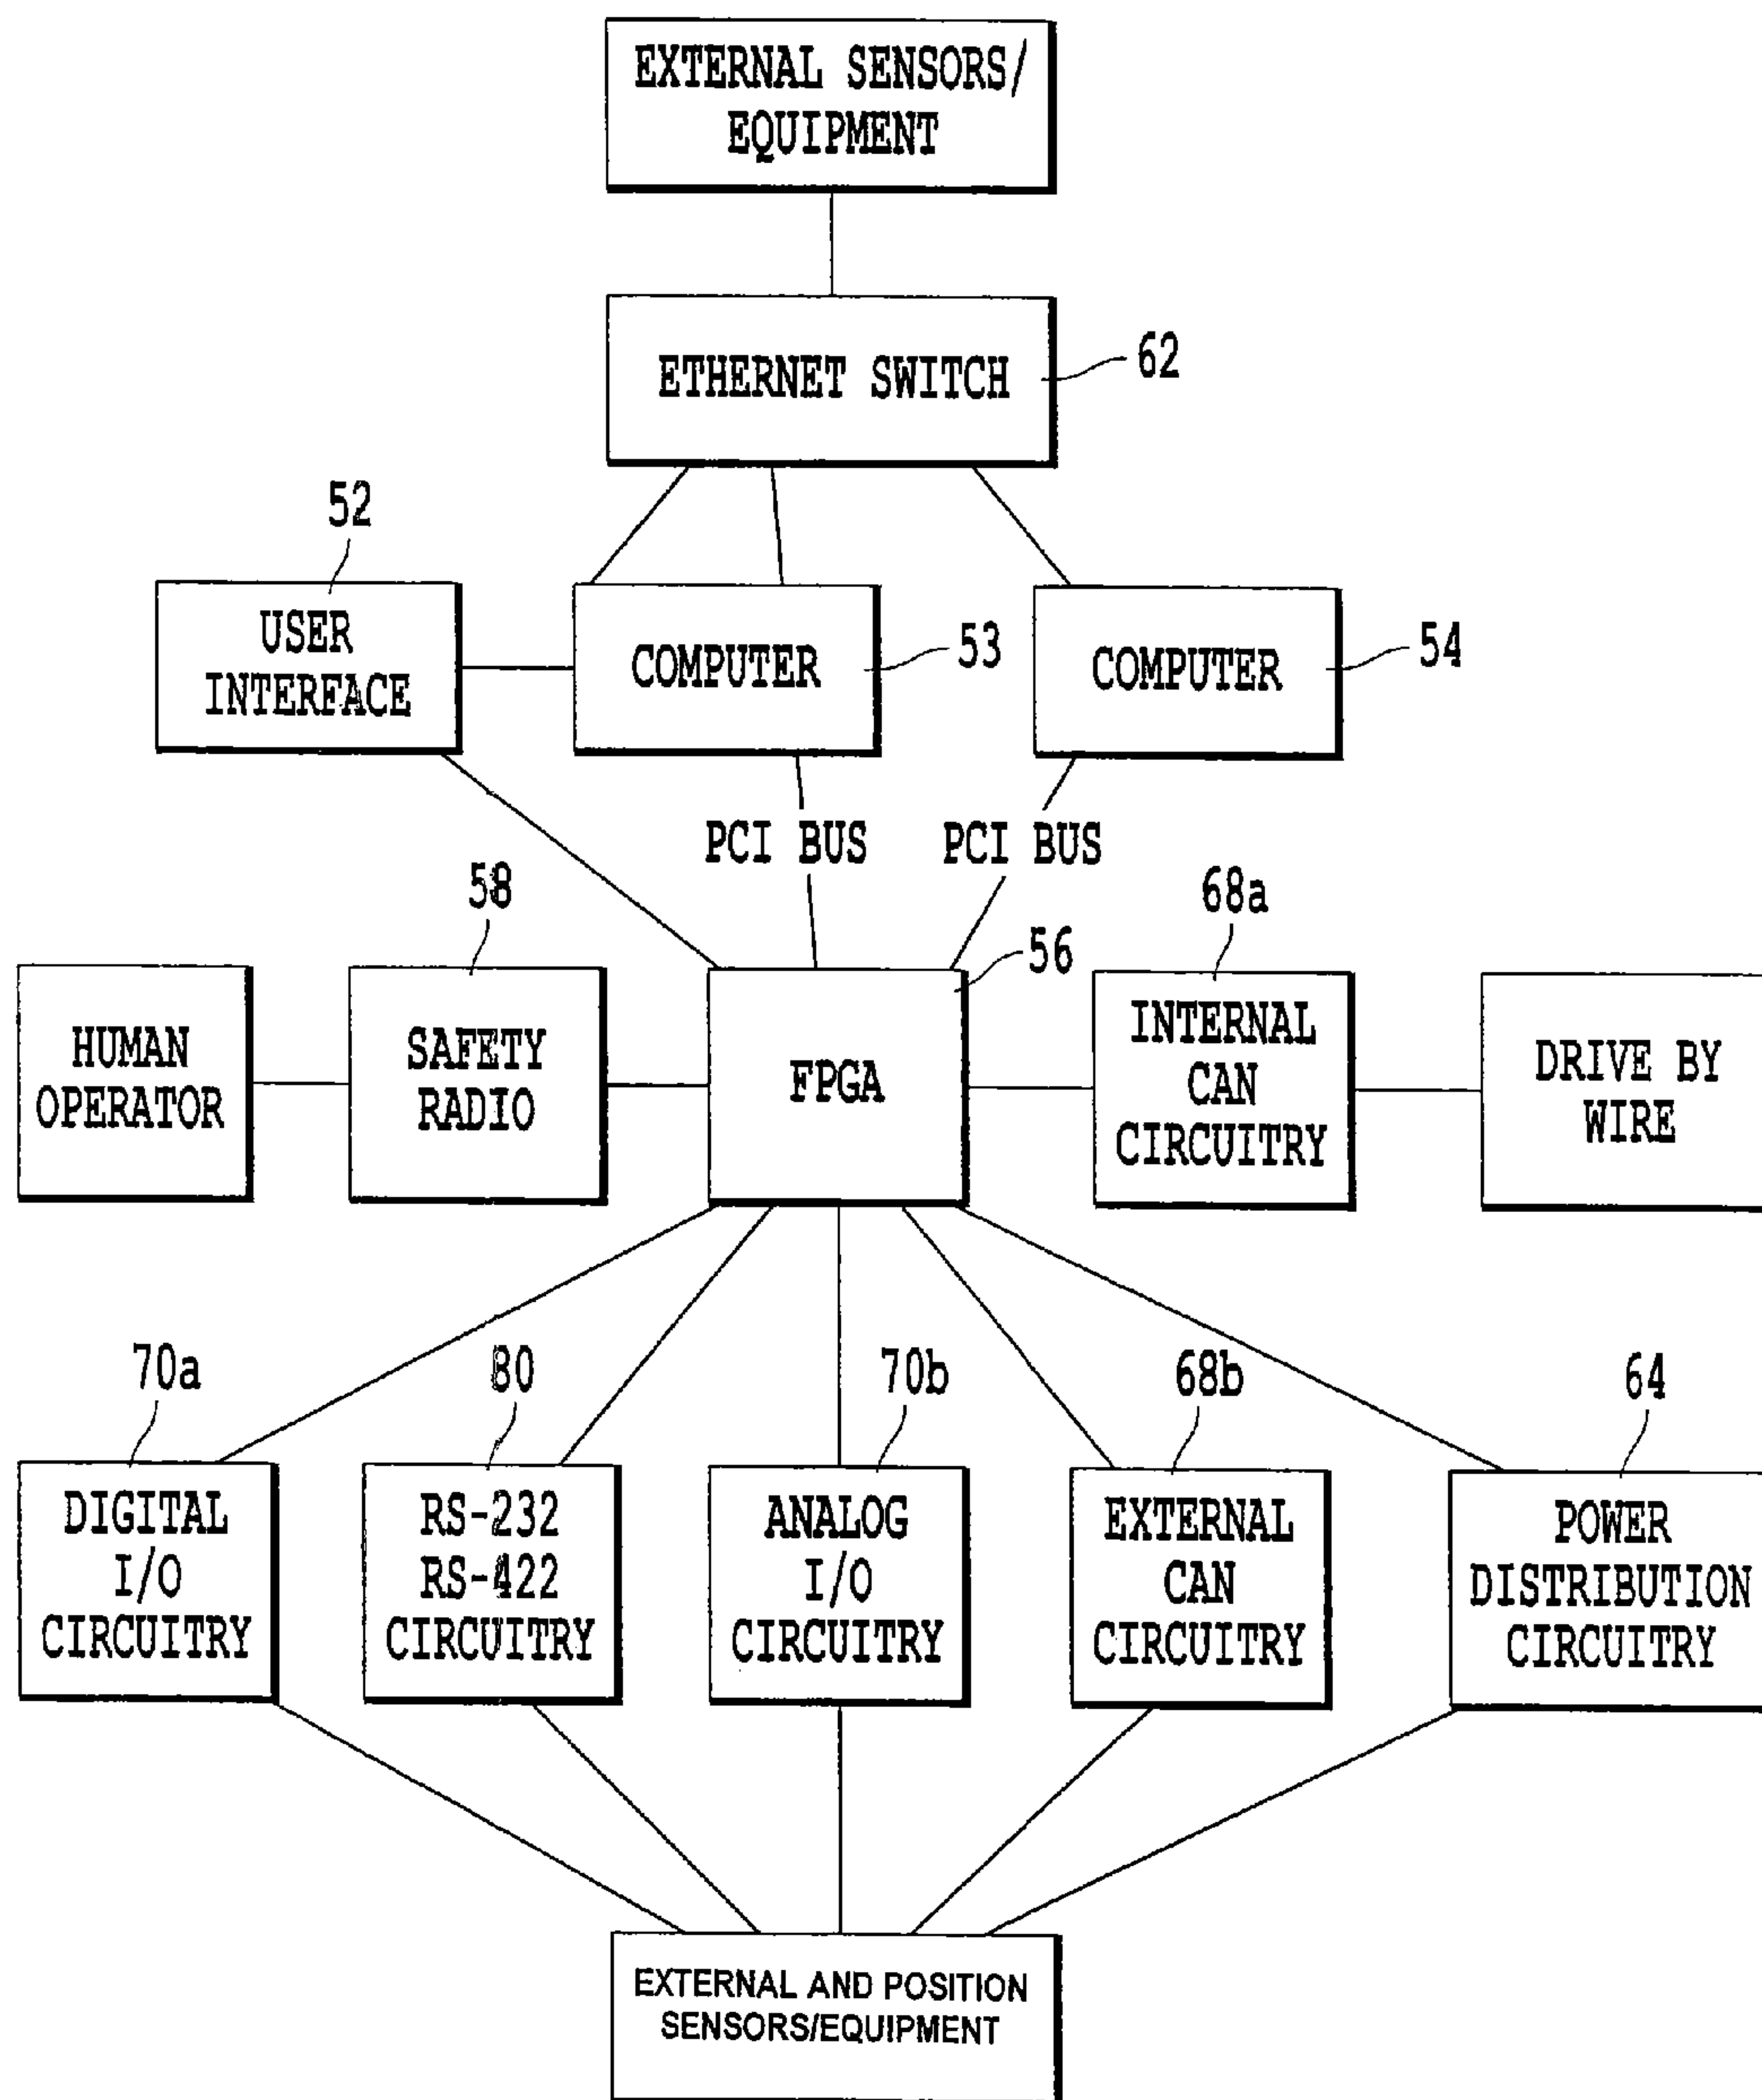 EXTERNAL SENSORS/
EQUIPMENT
ETHERNET SWITCH
62
52
USER
INTERFACE
COMPUTER
53
COMPUTER
54
PCI BUS
PCI BUS
58
68a
56
HUMAN
OPERATOR
SAFETY
RADIO
FPGA
INTERNAL
CAN
CIRCUITRY
DRIVE BY
WIRE
70a
80
70b
68b
64
DIGITAL
I/O
CIRCUITRY
RS-232
RS-422
CIRCUITRY
ANALOG
I/O
CIRCUITRY
EXTERNAL
CAN
CIRCUITRY
POWER
DISTRIBUTION
CIRCUITRY
EXTERNAL AND POSITION
SENSORS/EQUIPMENT